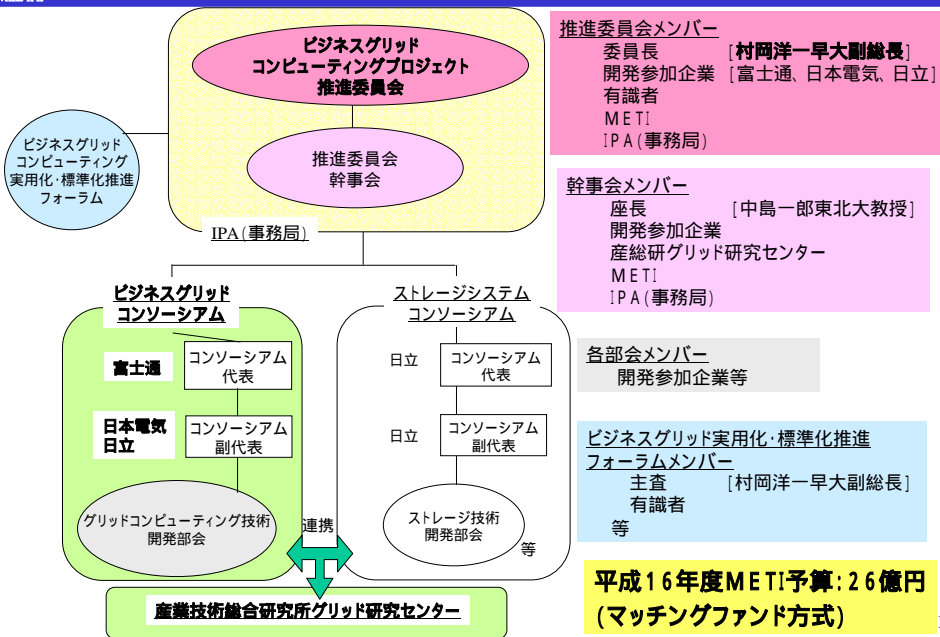 ビジネスグリッド
コンピューティングプロジェクト
推進委員会
推進委員会
幹事会
ビジネスグリッド
コンピューティング
実用化・標準化推進
フォーラム
IPA(事務局)
ビジネスグリッド
コンソーシアム
富士通
コンソーシアム
代表
日本電気
日立
コンソーシアム
副代表
グリッドコンピューティング技術
開発部会
ストレージシステム
コンソーシアム
日立
コンソーシアム
代表
日立
コンソーシアム
副代表
ストレージ技術
開発部会
等
連携
産業技術総合研究所グリッド研究センター
推進委員会メンバー
委員長 [村岡洋一早大副総長]
開発参加企業 [富士通、日本電気、日立]
有識者
METI
IPA(事務局)
幹事会メンバー
座長 [中島一郎東北大教授]
開発参加企業
産総研グリッド研究センター
METI
IPA(事務局)
各部会メンバー
開発参加企業等
ビジネスグリッド実用化・標準化推進
フォーラムメンバー
主査 [村岡洋一早大副総長]
有識者
等
平成16年度METI予算:26億円
(マッチングファンド方式)